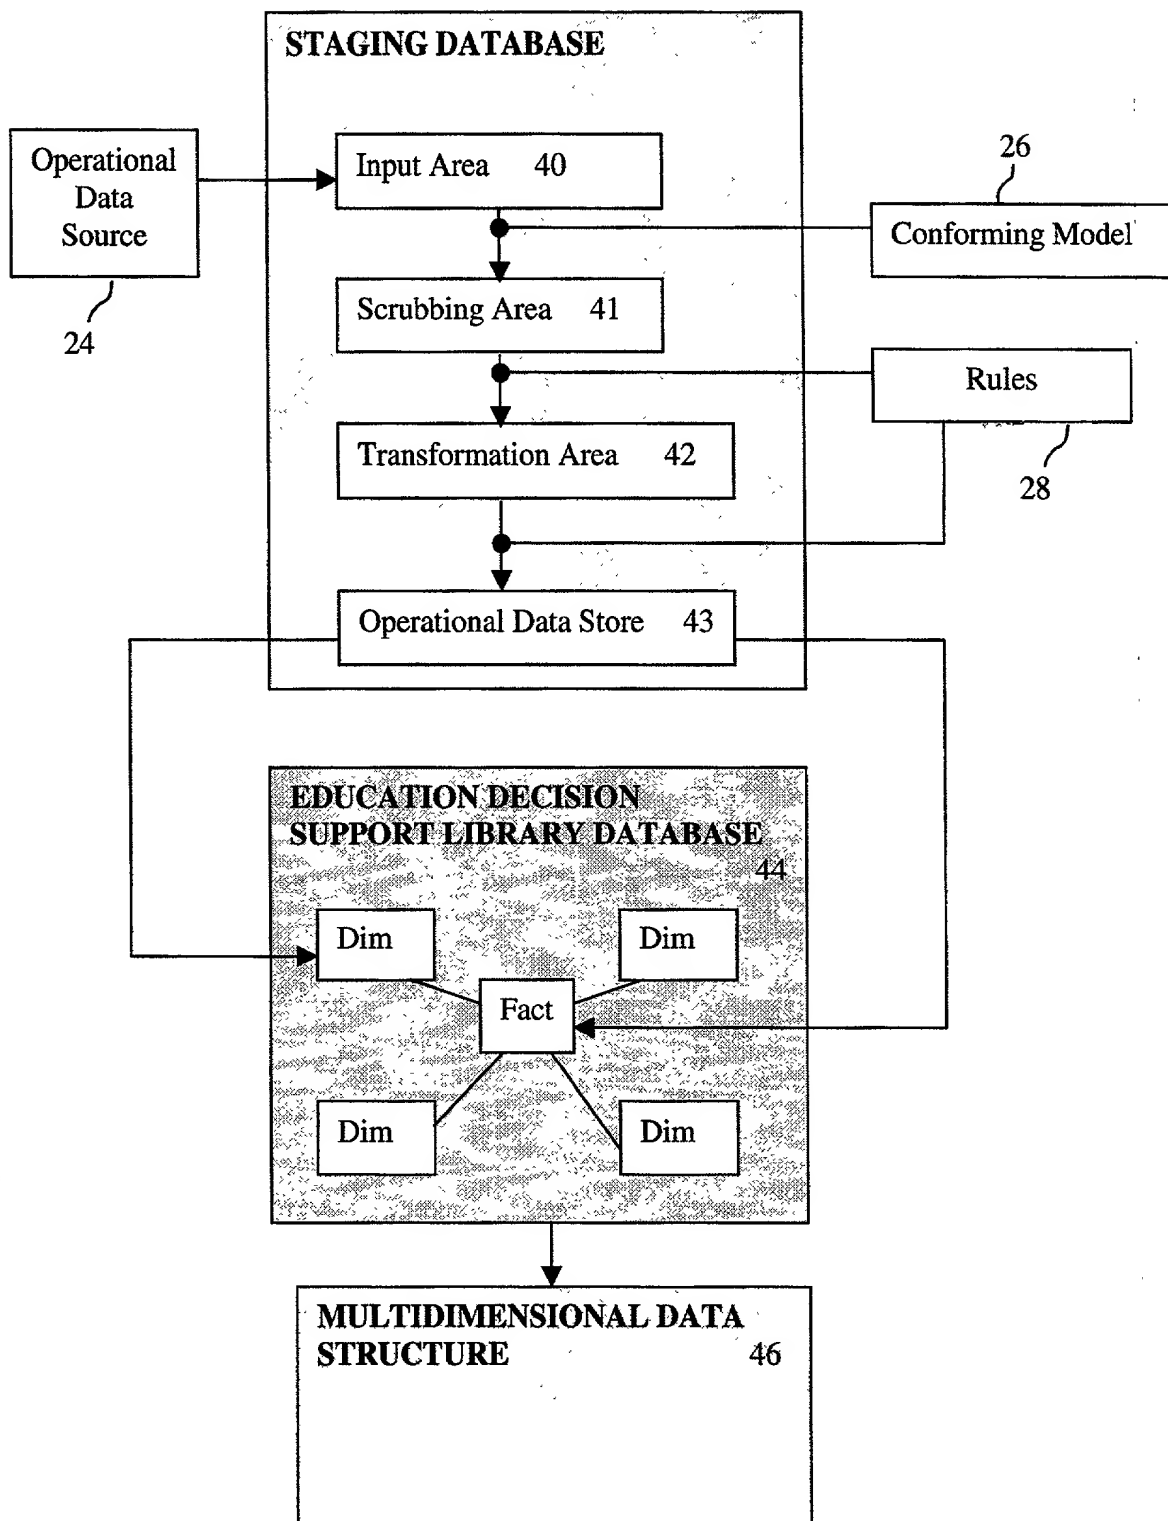 STAGING DATABASE
Operational
Data
Source
24
Input Area 40
26
Conforming Model
Scrubbing Area 41
Rules
28
Transformation Area 42
Operational Data Store 43
EDUCATION DECISION
SUPPORT LIBRARY DATABASE
44
Dim
Dim
Fact
Dim
Dim
MULTIDIMENSIONAL DATA
STRUCTURE 46